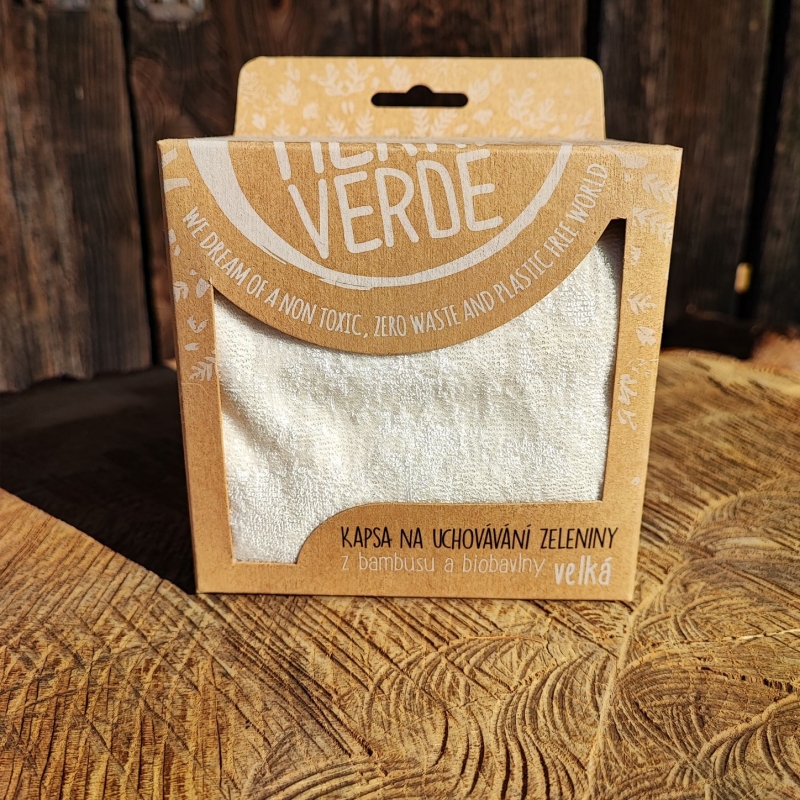 VERDE
WE DREAM OF A NON TOXIC, ZERO WASTE AND PLASTIC FREE WORLD
KAPSA NA UCHOVÁVÁNÍ ZELENINY
z bambusu a biobavlny
velká